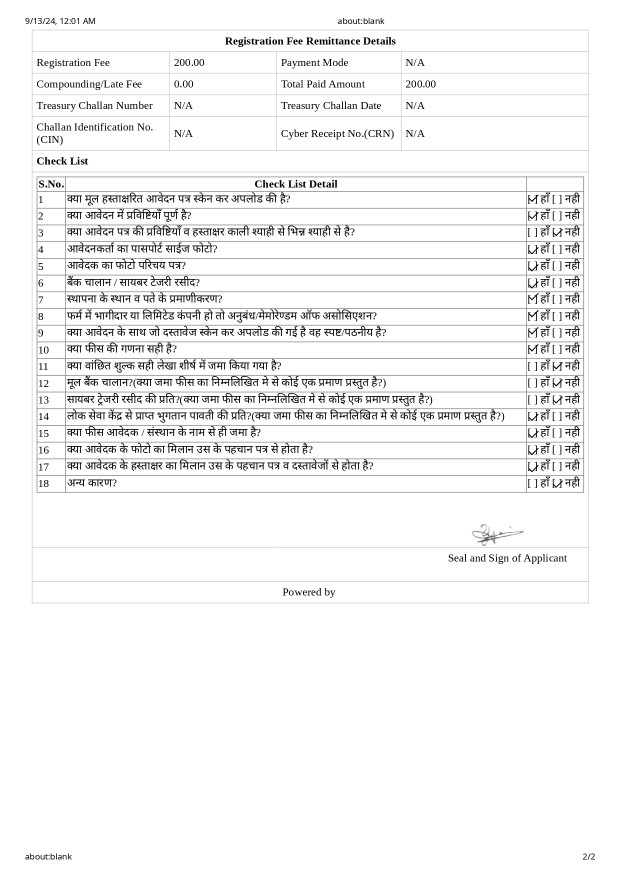 9/13/24, 12:01 AM about:blank
Registration Fee Remittance Details
Registration Fee 200.00 Payment Mode N/A
Compounding/Late Fee 0.00 Total Paid Amount 200.00
Treasury Challan Number N/A Treasury Challan Date N/A
Challan Identification No.
(CIN) N/A Cyber Receipt No.(CRN) N/A
Check List
S.No. Check List Detail
1 क्या मूल हस्ताक्षरित आवेदन पत्र स्केन कर अपलोड की है? [✓] हाँ [ ] नही
2 क्या आवेदन में प्रविष्टियाँ पूर्ण है? [✓] हाँ [ ] नही
3 क्या आवेदन पत्र की प्रविष्टियाँ व हस्ताक्षर काली श्याही से भिन्न श्याही से है? [ ] हाँ [✓] नही
4 आवेदनकर्ता का पासपोर्ट साईज फोटो? [✓] हाँ [ ] नही
5 आवेदक का फोटो परिचय पत्र? [✓] हाँ [ ] नही
6 बैंक चालान / सायबर टेजरी रसीद? [✓] हाँ [ ] नही
7 स्थापना के स्थान व पते के प्रमाणीकरण? [✓] हाँ [ ] नही
8 फर्म में भागीदार या लिमिटेड कंपनी हो तो अनुबंध/मेमोरेण्डम ऑफ असोसिएशन? [✓] हाँ [ ] नही
9 क्या आवेदन के साथ जो दस्तावेज स्केन कर अपलोड की गई है वह स्पष्ट/पठनीय है? [✓] हाँ [ ] नही
10 क्या फीस की गणना सही है? [✓] हाँ [ ] नही
11 क्या वांछित शुल्क सही लेखा शीर्ष में जमा किया गया है? [ ] हाँ [✓] नही
12 मूल बैंक चालान?(क्या जमा फीस का निम्नलिखित मे से कोई एक प्रमाण प्रस्तुत है?) [ ] हाँ [✓] नही
13 सायबर ट्रेजरी रसीद की प्रति?(क्या जमा फीस का निम्नलिखित मे से कोई एक प्रमाण प्रस्तुत है?) [ ] हाँ [✓] नही
14 लोक सेवा केंद्र से प्राप्त भुगतान पावती की प्रति?(क्या जमा फीस का निम्नलिखित मे से कोई एक प्रमाण प्रस्तुत है?) [✓] हाँ [ ] नही
15 क्या फीस आवेदक / संस्थान के नाम से ही जमा है? [✓] हाँ [ ] नही
16 क्या आवेदक के फोटो का मिलान उस के पहचान पत्र से होता है? [✓] हाँ [ ] नही
17 क्या आवेदक के हस्ताक्षर का मिलान उस के पहचान पत्र व दस्तावेजों से होता है? [✓] हाँ [ ] नही
18 अन्य कारण? [ ] हाँ [✓] नही
Seal and Sign of Applicant
Powered by
about:blank 2/2